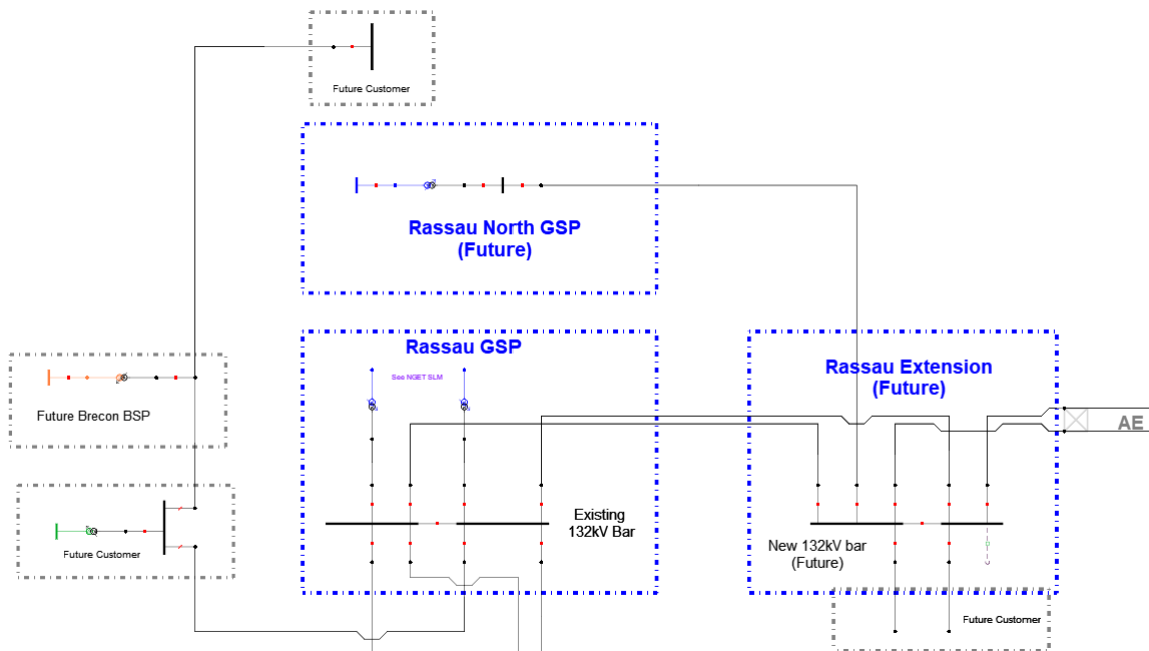 Future Customer
Rassau North GSP
(Future)
Rassau GSP
See NGET SLM
Rassau Extension
(Future)
Future Brecon BSP
AE
Existing
132kV Bar
New 132kV bar
(Future)
Future Customer
Future Customer